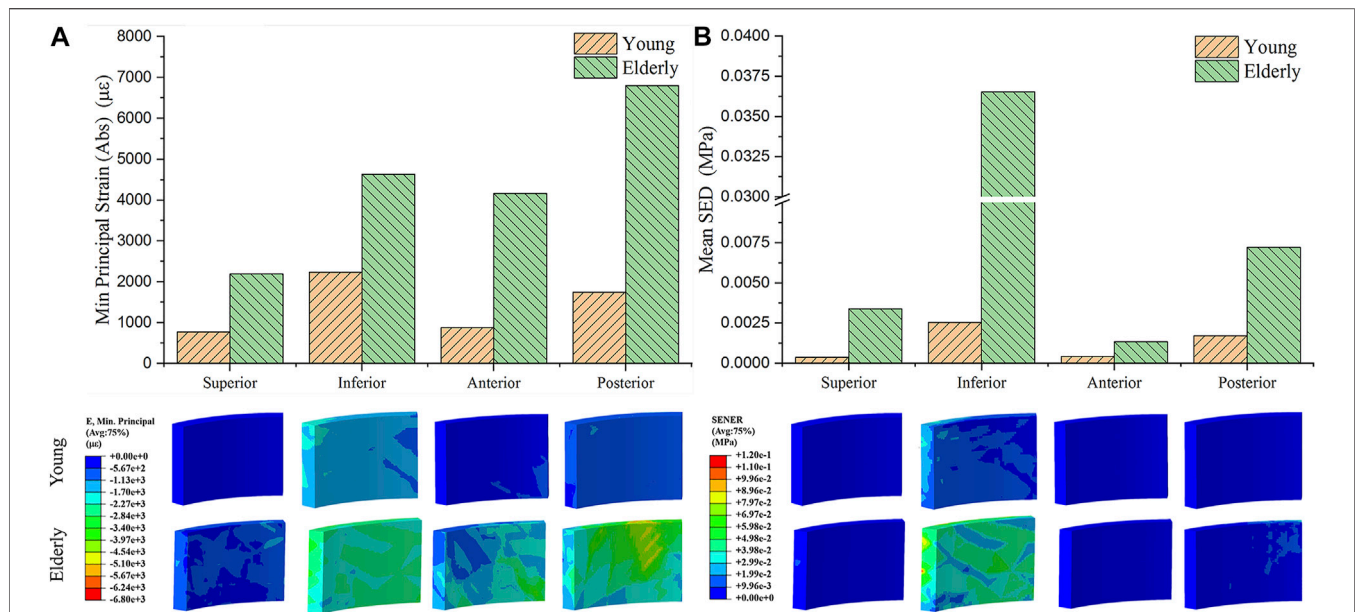 A
Min Principal Strain (Abs) (με)
8000
7000
6000
5000
4000
3000
2000
1000
0
Young
Elderly
Superior
Inferior
Anterior
Posterior
B
Mean SED (MPa)
0.0400
0.0375
0.0350
0.0325
0.0300
0.0075
0.0050
0.0025
0.0000
Young
Elderly
Superior
Inferior
Anterior
Posterior
Young
Elderly
E, Min. Principal
(Avg:75%)
(με)
+0.00e+0
-5.67e+2
-1.13e+3
-1.70e+3
-2.27e+3
-2.84e+3
-3.40e+3
-3.97e+3
-4.54e+3
-5.10e+3
-5.67e+3
-6.24e+3
-6.80e+3
SENER
(Avg:75%)
(MPa)
+1.20e-1
+1.10e-1
+9.96e-2
+8.96e-2
+7.97e-2
+6.97e-2
+5.98e-2
+4.98e-2
+3.98e-2
+2.99e-2
+1.99e-2
+9.96e-3
+0.00e+0